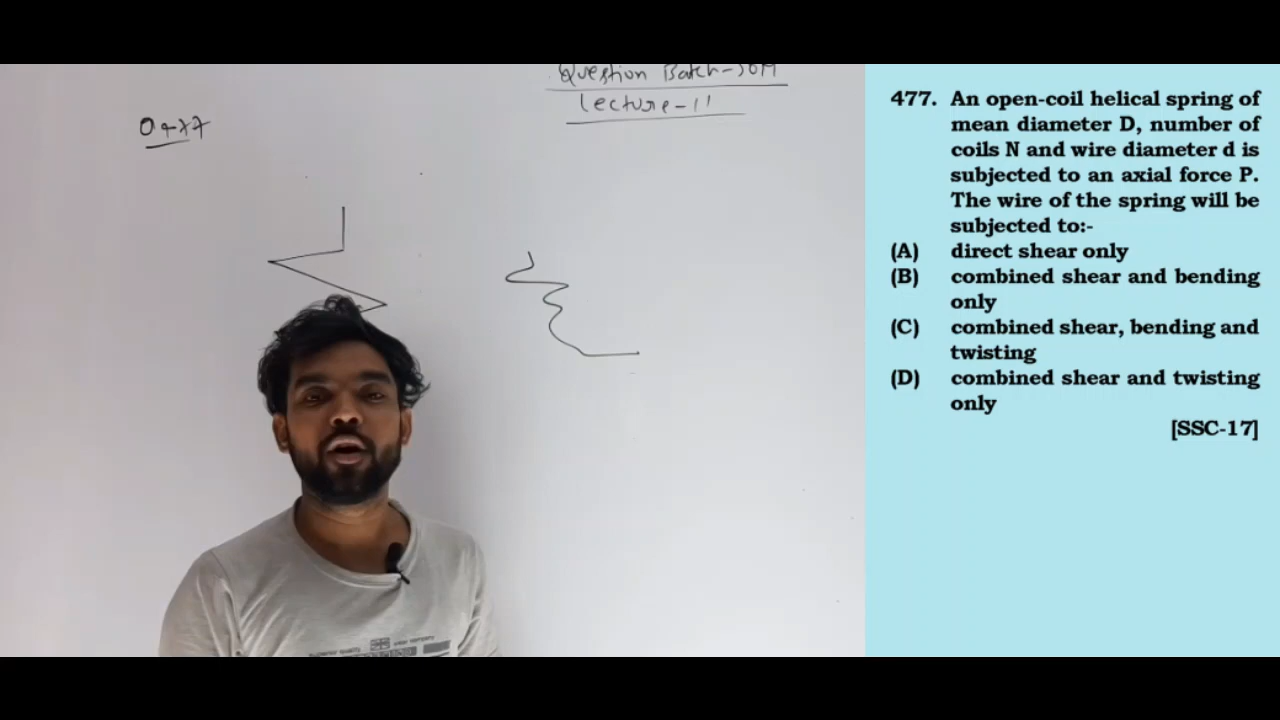 Question Batch-SOM
Lecture-11
Q477
477. An open-coil helical spring of
mean diameter D, number of
coils N and wire diameter d is
subjected to an axial force P.
The wire of the spring will be
subjected to:-
(A) direct shear only
(B) combined shear and bending
only
(C) combined shear, bending and
twisting
(D) combined shear and twisting
only
[SSC-17]